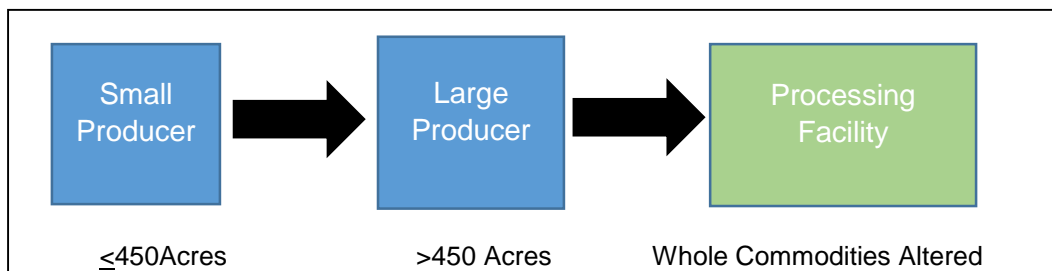 Small
Producer
Large
Producer
Processing
Facility
<450Acres
>450 Acres
Whole Commodities Altered